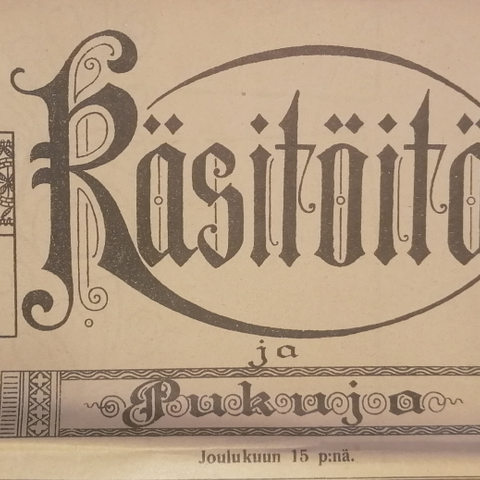 Käsitöitä
ja
Pukuja
Joulukuun 15 p:nä.